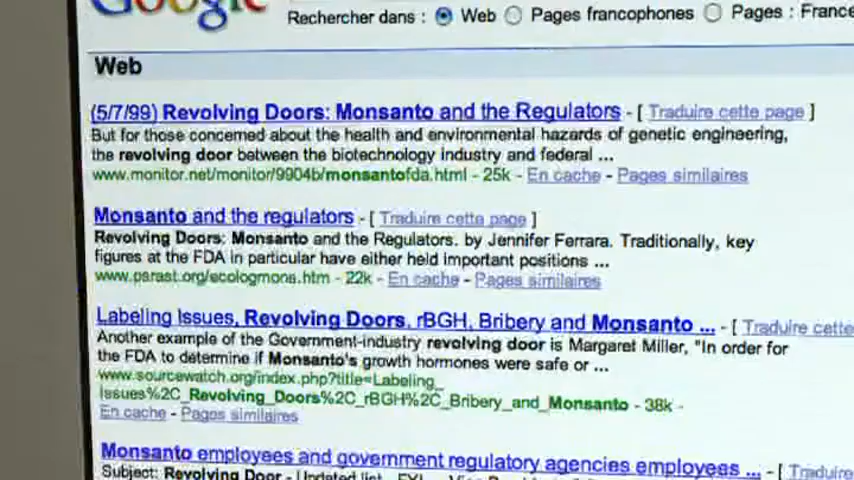 Google
Rechercher dans : Web Pages francophones Pages : France
Web
(5/7/99) Revolving Doors: Monsanto and the Regulators - [ Traduire cette page ]
But for those concerned about the health and environmental hazards of genetic engineering,
the revolving door between the biotechnology industry and federal ...
www.monitor.net/monitor/9904b/monsantofda.html - 25k - En cache - Pages similaires
Monsanto and the regulators - [ Traduire cette page ]
Revolving Doors: Monsanto and the Regulators. by Jennifer Ferrara. Traditionally, key
figures at the FDA in particular have either held important positions ...
www.psrast.org/ecologmons.htm - 22k - En cache - Pages similaires
Labeling Issues, Revolving Doors, rBGH, Bribery and Monsanto ... - [ Traduire cette
Another example of the Government-industry revolving door is Margaret Miller, "In order for
the FDA to determine if Monsanto's growth hormones were safe or ...
www.sourcewatch.org/index.php?title=Labeling_
Issues%2C_Revolving_Doors%2C_rBGH%2C_Bribery_and_Monsanto - 38k -
En cache - Pages similaires
Monsanto employees and government regulatory agencies employees ... - [ Traduire
Subject: Revolving Door - Updated list